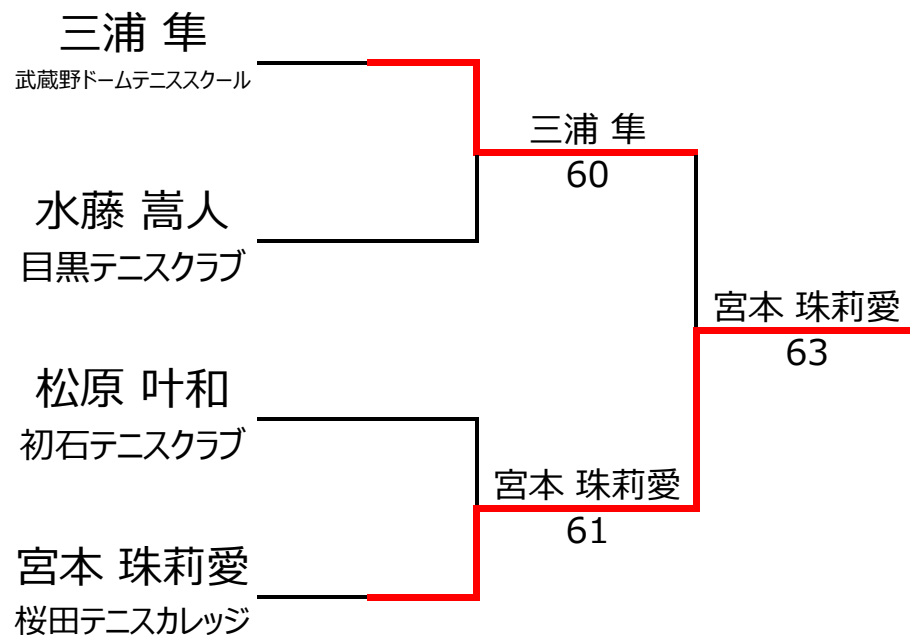 三浦 隼
武蔵野ドームテニススクール
三浦 隼
60
水藤 嵩人
目黒テニスクラブ
宮本 珠莉愛
63
松原 叶和
初石テニスクラブ
宮本 珠莉愛
61
宮本 珠莉愛
桜田テニスカレッジ